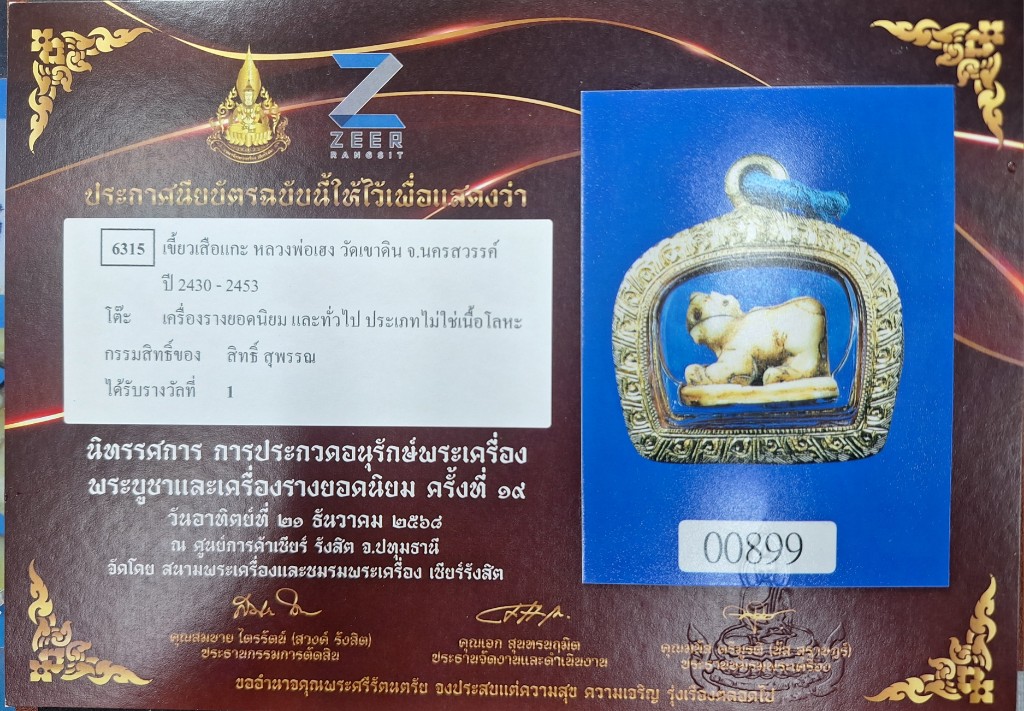 ZEER
RANGSIT
ประกาศนียบัตรฉบับนี้ให้ไว้เพื่อแสดงว่า
6315 เขี้ยวเสือแกะ หลวงพ่อเฮง วัดเขาดิน จ.นครสวรรค์
ปี 2430 - 2453
โต๊ะ เครื่องรางยอดนิยม และทั่วไป ประเภทไม่ใช่เนื้อโลหะ
กรรมสิทธิ์ของ สิทธิ์ สุพรรณ
ได้รับรางวัลที่ 1
นิทรรศการ การประกวดอนุรักษ์พระเครื่อง
พระบูชาและเครื่องรางยอดนิยม ครั้งที่ ๑๙
วันอาทิตย์ที่ ๒๑ ธันวาคม ๒๕๖๘
ณ ศูนย์การค้าเซียร์ รังสิต จ.ปทุมธานี
จัดโดย สนามพระเครื่องและชมรมพระเครื่อง เซียร์รังสิต
00899
คุณสมชาย ไตรรัตน์ (สวงค์ รังสิต)
ประธานกรรมการตัดสิน
คุณเอก สุนทรนฤมิต
ประธานจัดงานและดำเนินงาน
ประธานชมรมพระเครื่อง
ขออำนาจคุณพระศรีรัตนตรัย จงประสบแต่ความสุข ความเจริญ รุ่งเรืองตลอดไป